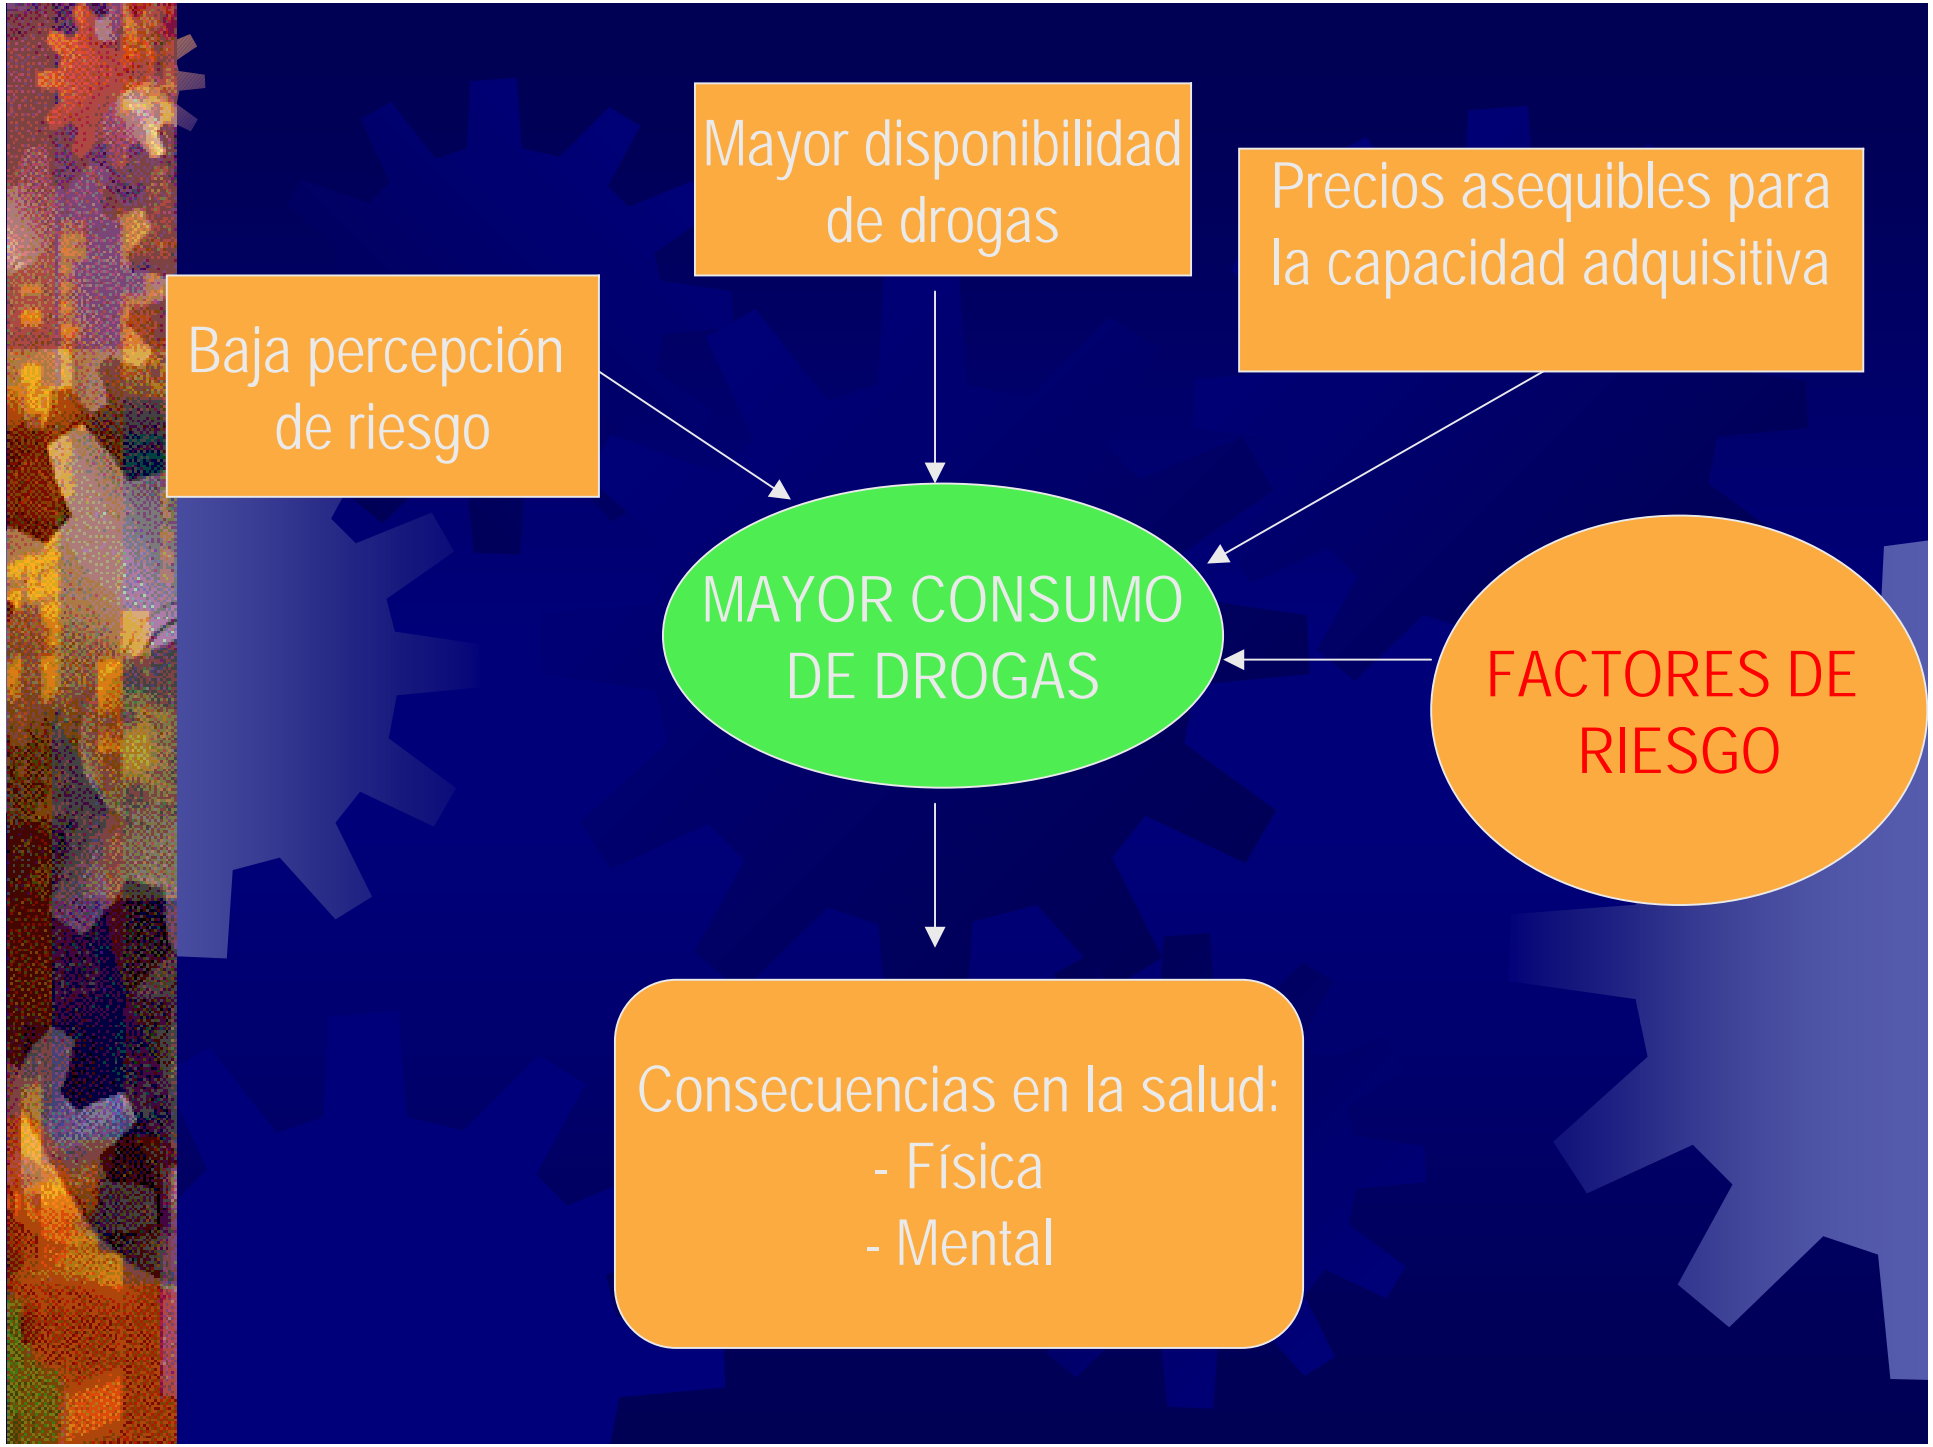 Mayor disponibilidad
de drogas
Precios asequibles para
la capacidad adquisitiva
Baja percepción
de riesgo
MAYOR CONSUMO
DE DROGAS
FACTORES DE
RIESGO
Consecuencias en la salud:
- Física
- Mental